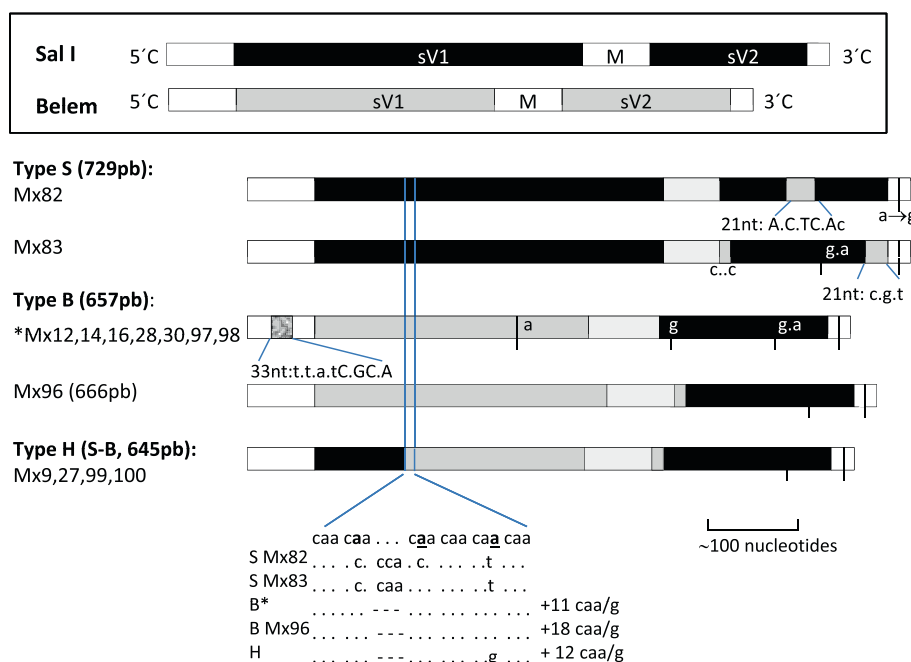 Sal I 5´C sV1 M sV2 3´C
Belem 5´C sV1 M sV2 3´C
Type S (729pb):
Mx82
21nt: A.C.TC.Ac
a→g
Mx83
g.a
c..c
21nt: c.g.t
Type B (657pb):
*Mx12,14,16,28,30,97,98
a g g.a
33nt:t.t.a.tC.GC.A
Mx96 (666pb)
Type H (S-B, 645pb):
Mx9,27,99,100
caa caa . . . caa caa caa caa
~100 nucleotides
S Mx82 . . . . c. cca . c. . . . . .t . . .
S Mx83 . . . . c. caa . . . . . . . .t . . .
B* . . . . . . - - - . . . . . . . . . . . . +11 caa/g
B Mx96 . . . . . . - - - . . . . . . . . . . . . +18 caa/g
H . . . . . . - - - . . . . . . . .g . . . + 12 caa/g